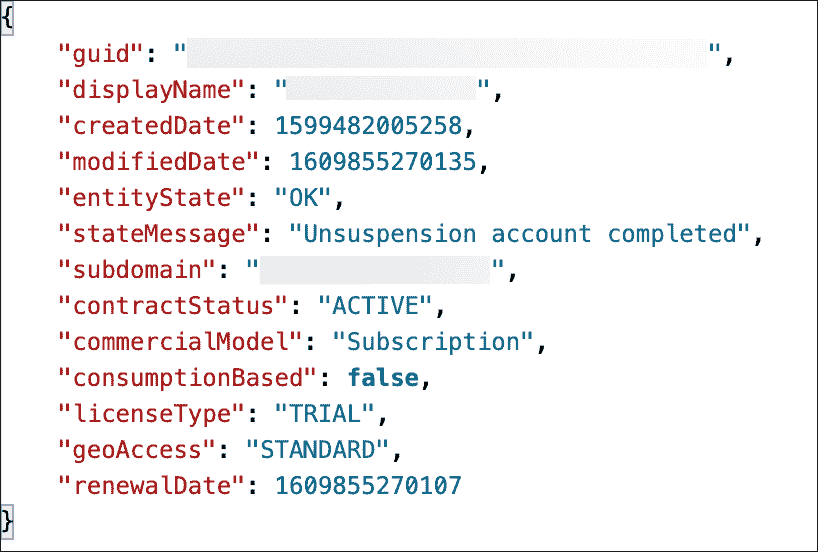 {
"guid": "",
"displayName": "",
"createdDate": 1599482005258,
"modifiedDate": 1609855270135,
"entityState": "OK",
"stateMessage": "Unsuspension account completed",
"subdomain": "",
"contractStatus": "ACTIVE",
"commercialModel": "Subscription",
"consumptionBased": false,
"licenseType": "TRIAL",
"geoAccess": "STANDARD",
"renewalDate": 1609855270107
}